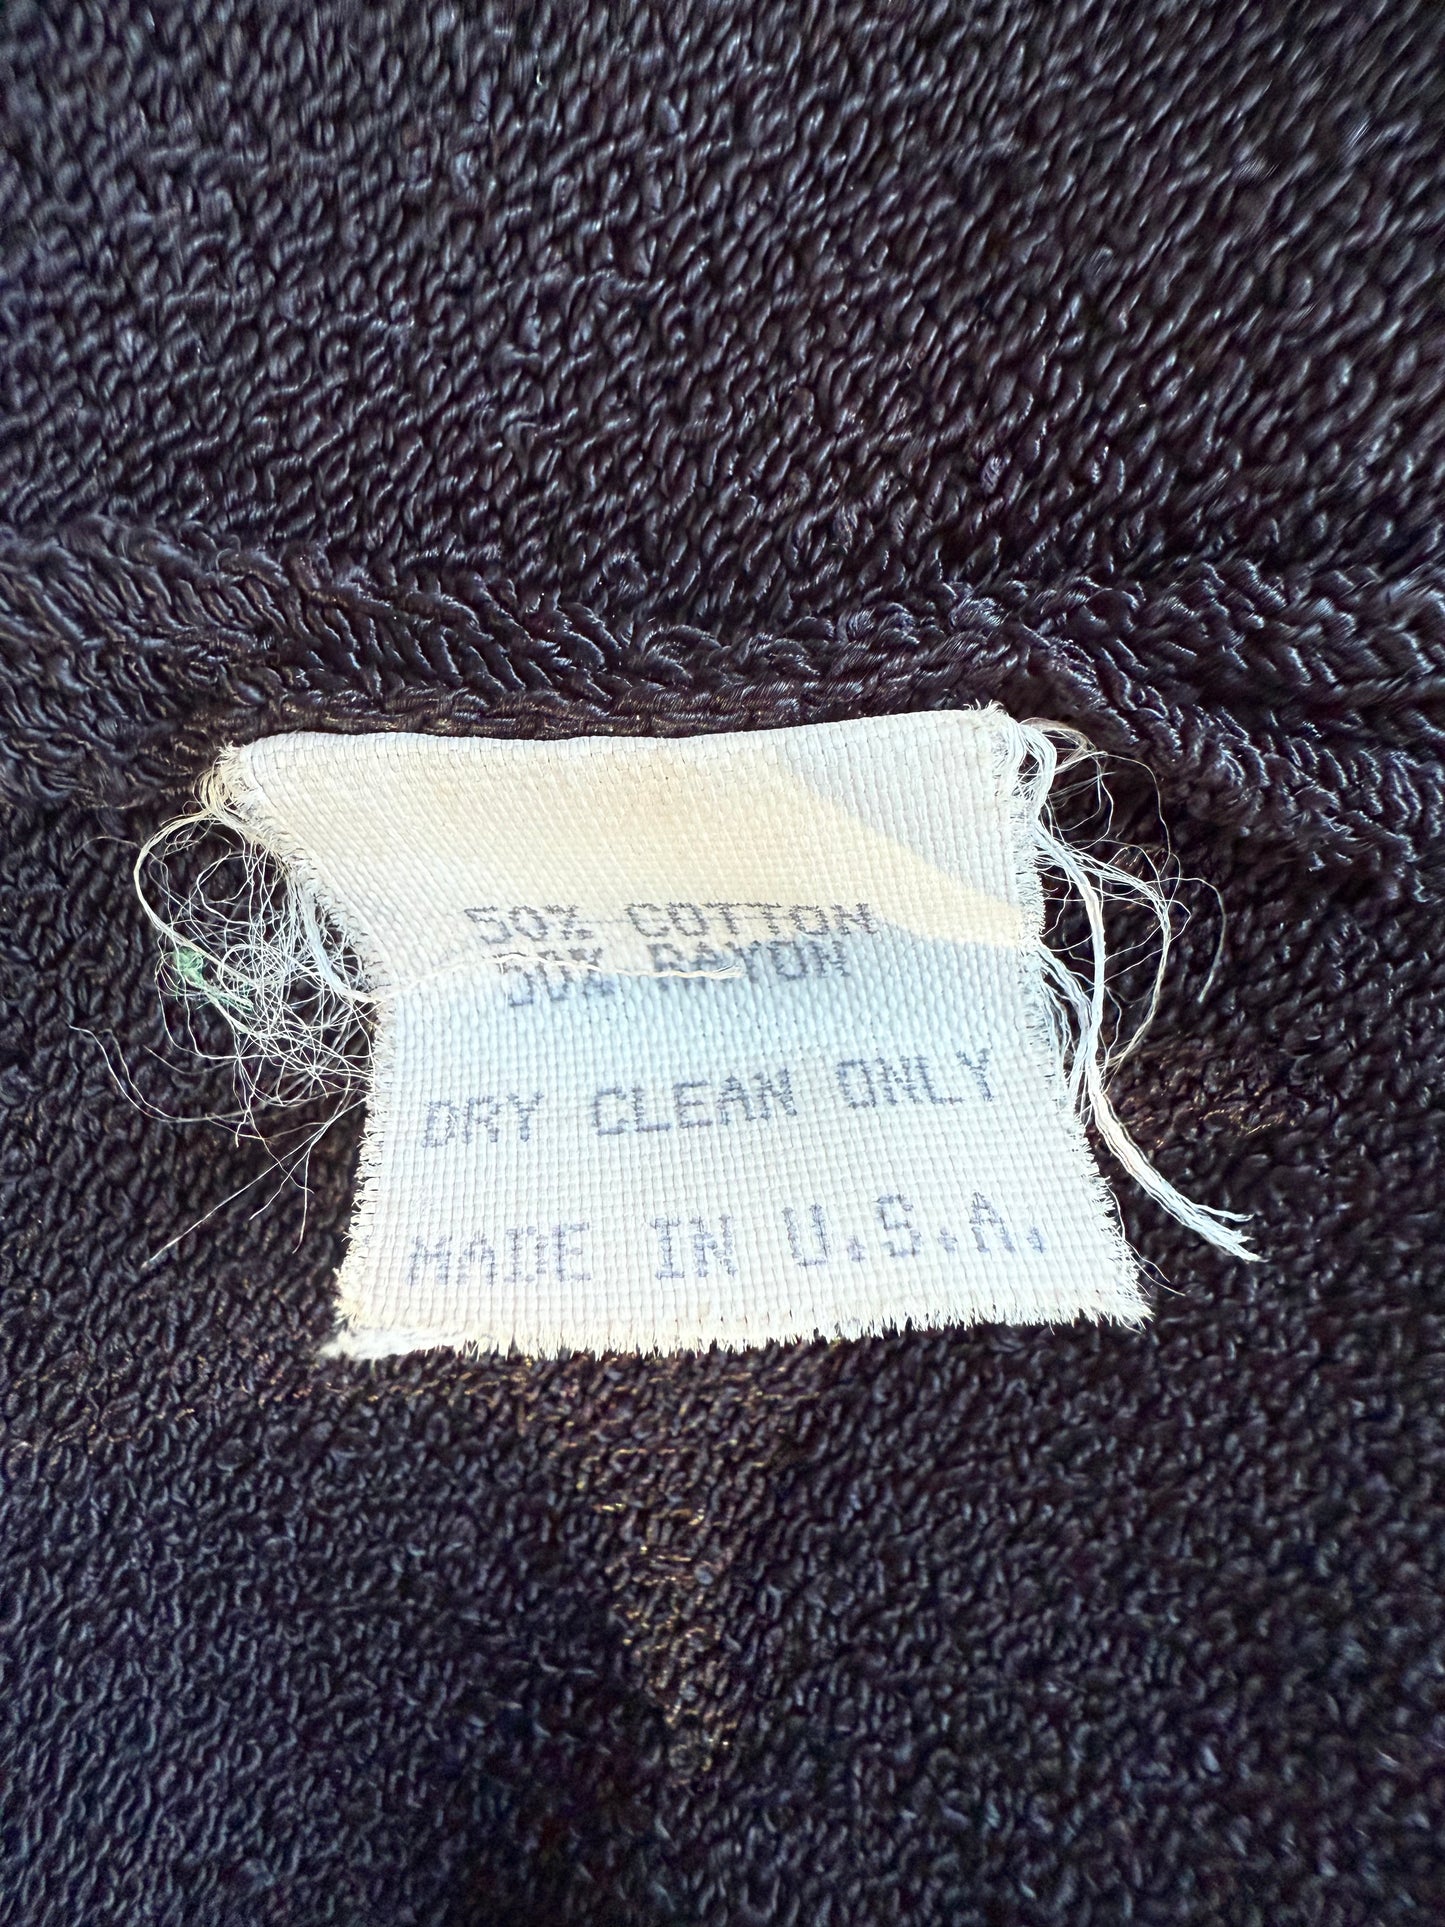 50% COTTON
50% RAYON
DRY CLEAN ONLY
MADE IN U.S.A.